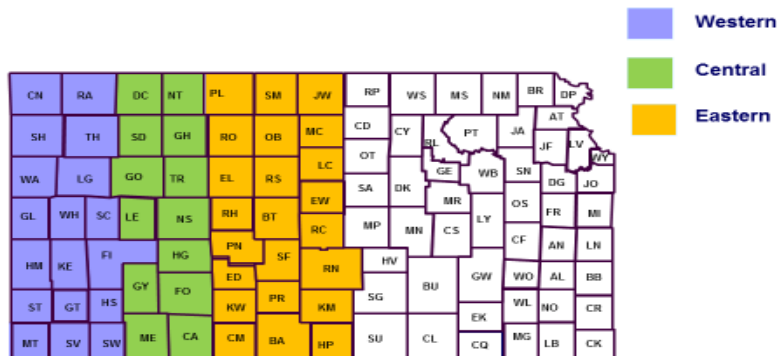 Western
Central
Eastern
CN RA DC NT PL SM JW RP WS MS NM BR DP
SH TH SD GH RO OB MC CD CY RL PT JA AT JF LV WY
WA LG GO TR EL RS LC OT GE WB SN DG JO
EW SA DK MR
GL WH SC LE NS RH BT RC MP MN CS LY OS FR MI
HM KE FI HG PN SF RN HV CF AN LN
GY FO ED SG BU GW WO AL BB
ST GT HS KW PR KM EK WL NO CR
MT SV SW ME CA CM BA HP SU CL CQ MG LB CK